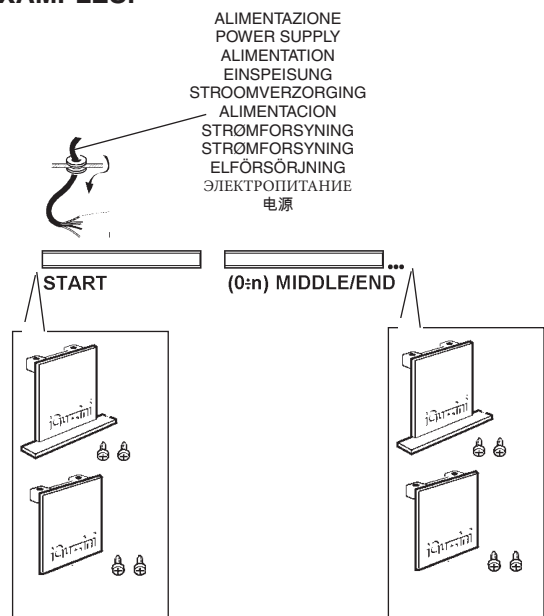 ALIMENTAZIONE
POWER SUPPLY
ALIMENTATION
EINSPEISUNG
STROOMVERZORGING
ALIMENTACION
STRØMFORSYNING
STRØMFORSYNING
ELFÖRSÖRJNING
ЭЛЕКТРОПИТАНИЕ
电源
START
(0÷n) MIDDLE/END
...